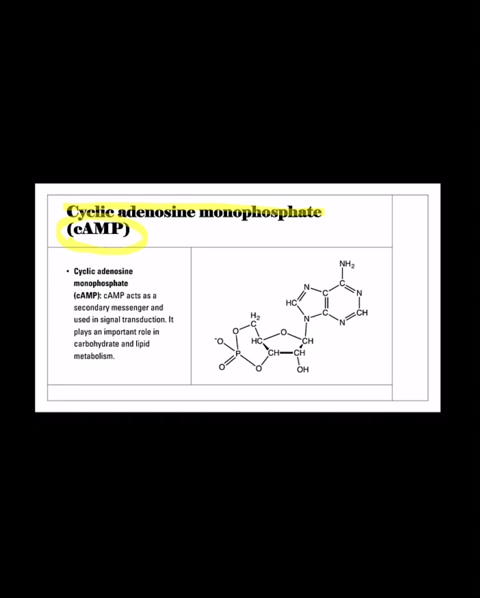 Cyclic adenosine monophosphate
(cAMP)
• Cyclic adenosine
monophosphate
(cAMP): cAMP acts as a
secondary messenger and
used in signal transduction. It
plays an important role in
carbohydrate and lipid
metabolism.
NH2
N
C
N
HC
C
CH
N
N
H2
C
O
O
-O
HC
CH
P
CH
CH
O
O
OH